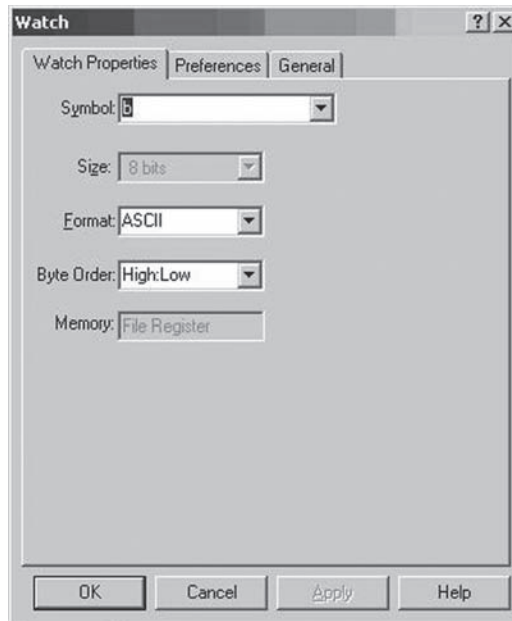 Watch
Watch Properties Preferences General
Symbol: b
Size: 8 bits
Format: ASCII
Byte Order: High:Low
Memory: File Register
OK Cancel Apply Help